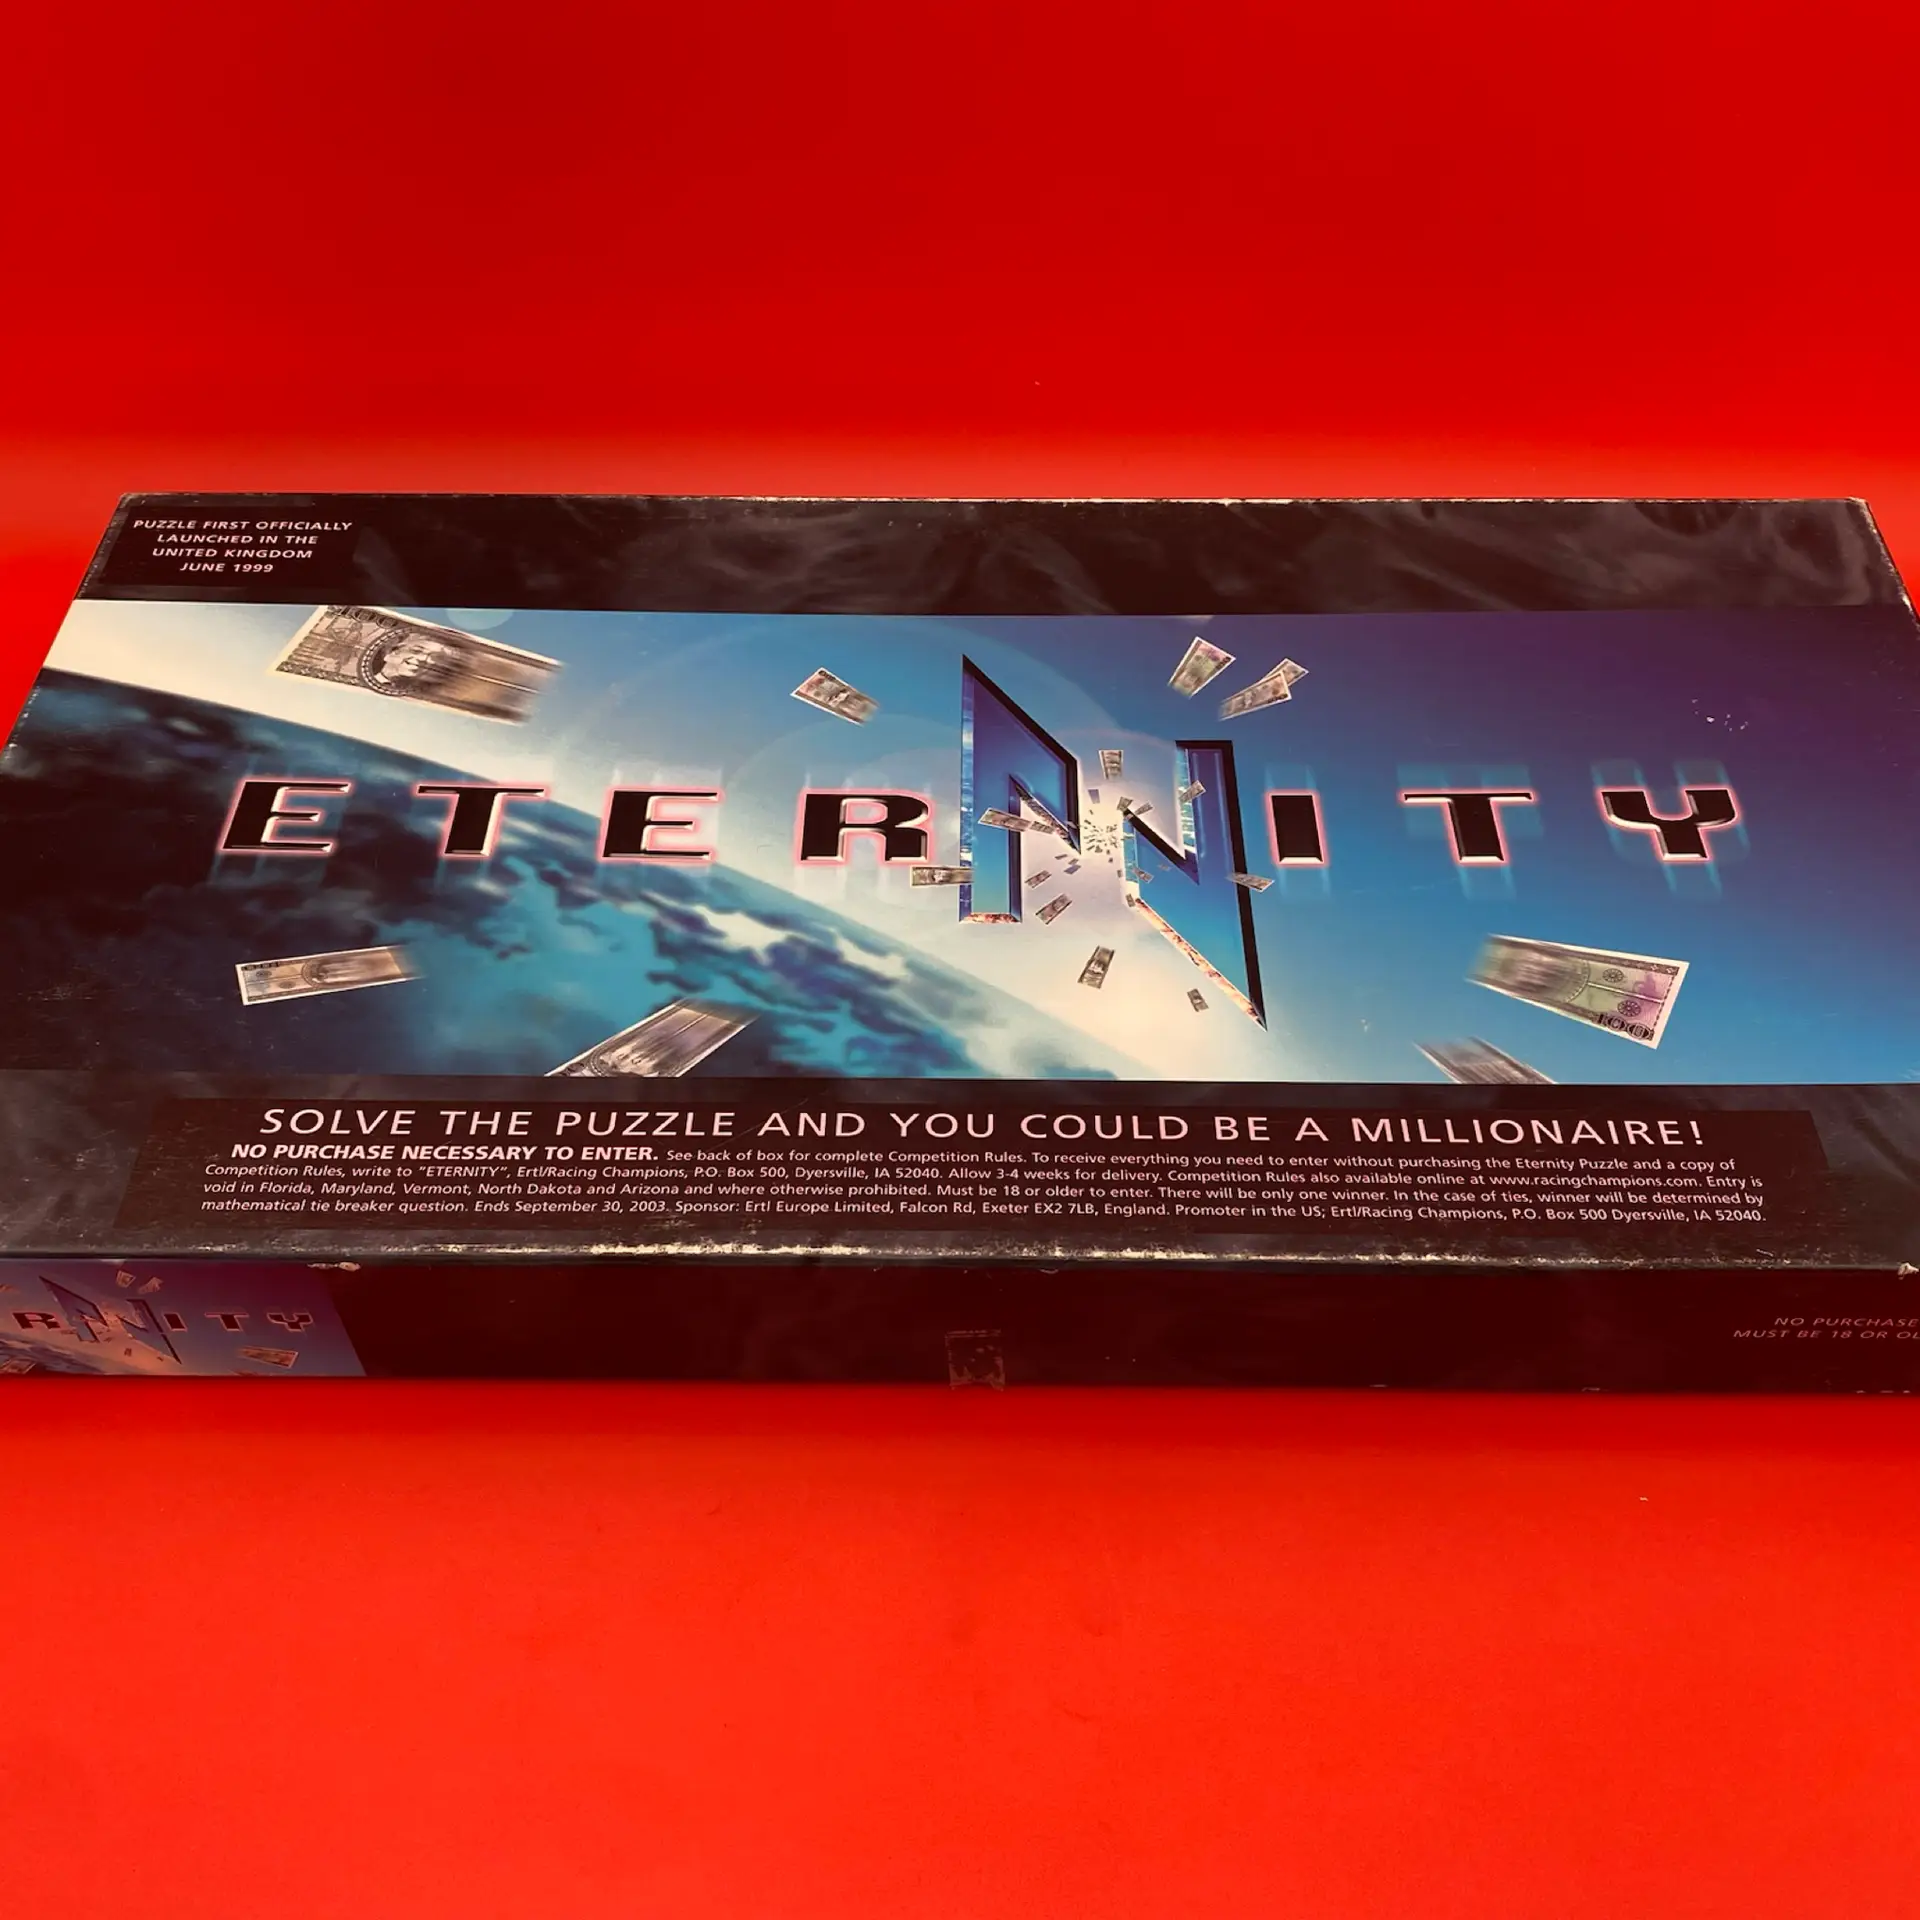 PUZZLE FIRST OFFICIALLY
LAUNCHED IN THE
UNITED KINGDOM
JUNE 1999
ETERNITY
SOLVE THE PUZZLE AND YOU COULD BE A MILLIONAIRE!
NO PURCHASE NECESSARY TO ENTER. See back of box for complete Competition Rules. To receive everything you need to enter without purchasing the Eternity Puzzle and a copy of
Competition Rules, write to "ETERNITY", Ertl/Racing Champions, P.O. Box 500, Dyersville, IA 52040. Allow 3-4 weeks for delivery. Competition Rules also available online at www.racingchampions.com. Entry is
void in Florida, Maryland, Vermont, North Dakota and Arizona and where otherwise prohibited. Must be 18 or older to enter. There will be only one winner. In the case of ties, winner will be determined by
mathematical tie breaker question. Ends September 30, 2003. Sponsor: Ertl Europe Limited, Falcon Rd, Exeter EX2 7LB, England. Promoter in the US; Ertl/Racing Champions, P.O. Box 500 Dyersville, IA 52040.
RNITY
NO PURCHASE
MUST BE 18 OR OL